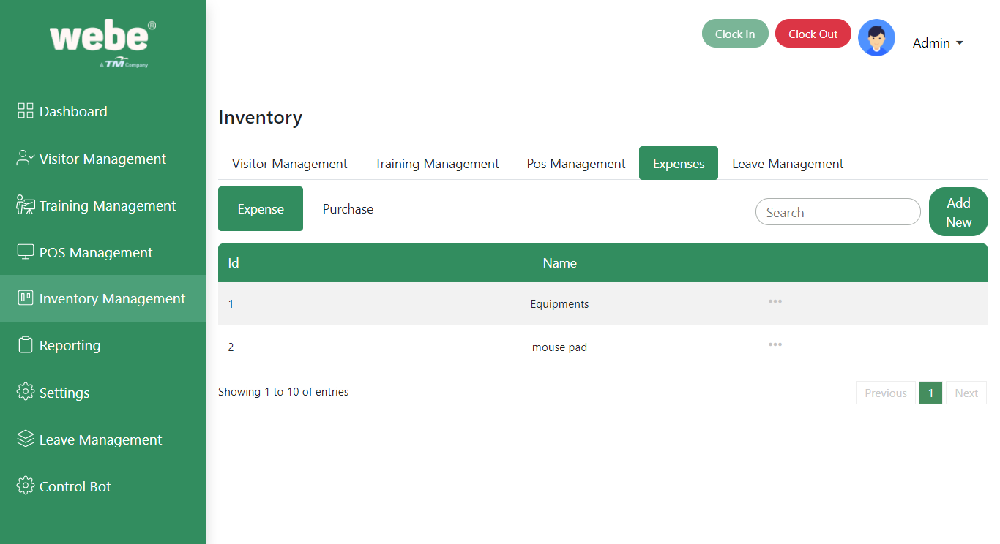 webe®
A TM Company
Clock In
Clock Out
Admin
Dashboard
Visitor Management
Training Management
POS Management
Inventory Management
Reporting
Settings
Leave Management
Control Bot
Inventory
Visitor Management Training Management Pos Management Expenses Leave Management
Expense Purchase
Search
Add
New
Id Name
1 Equipments •••
2 mouse pad •••
Showing 1 to 10 of entries
Previous 1 Next